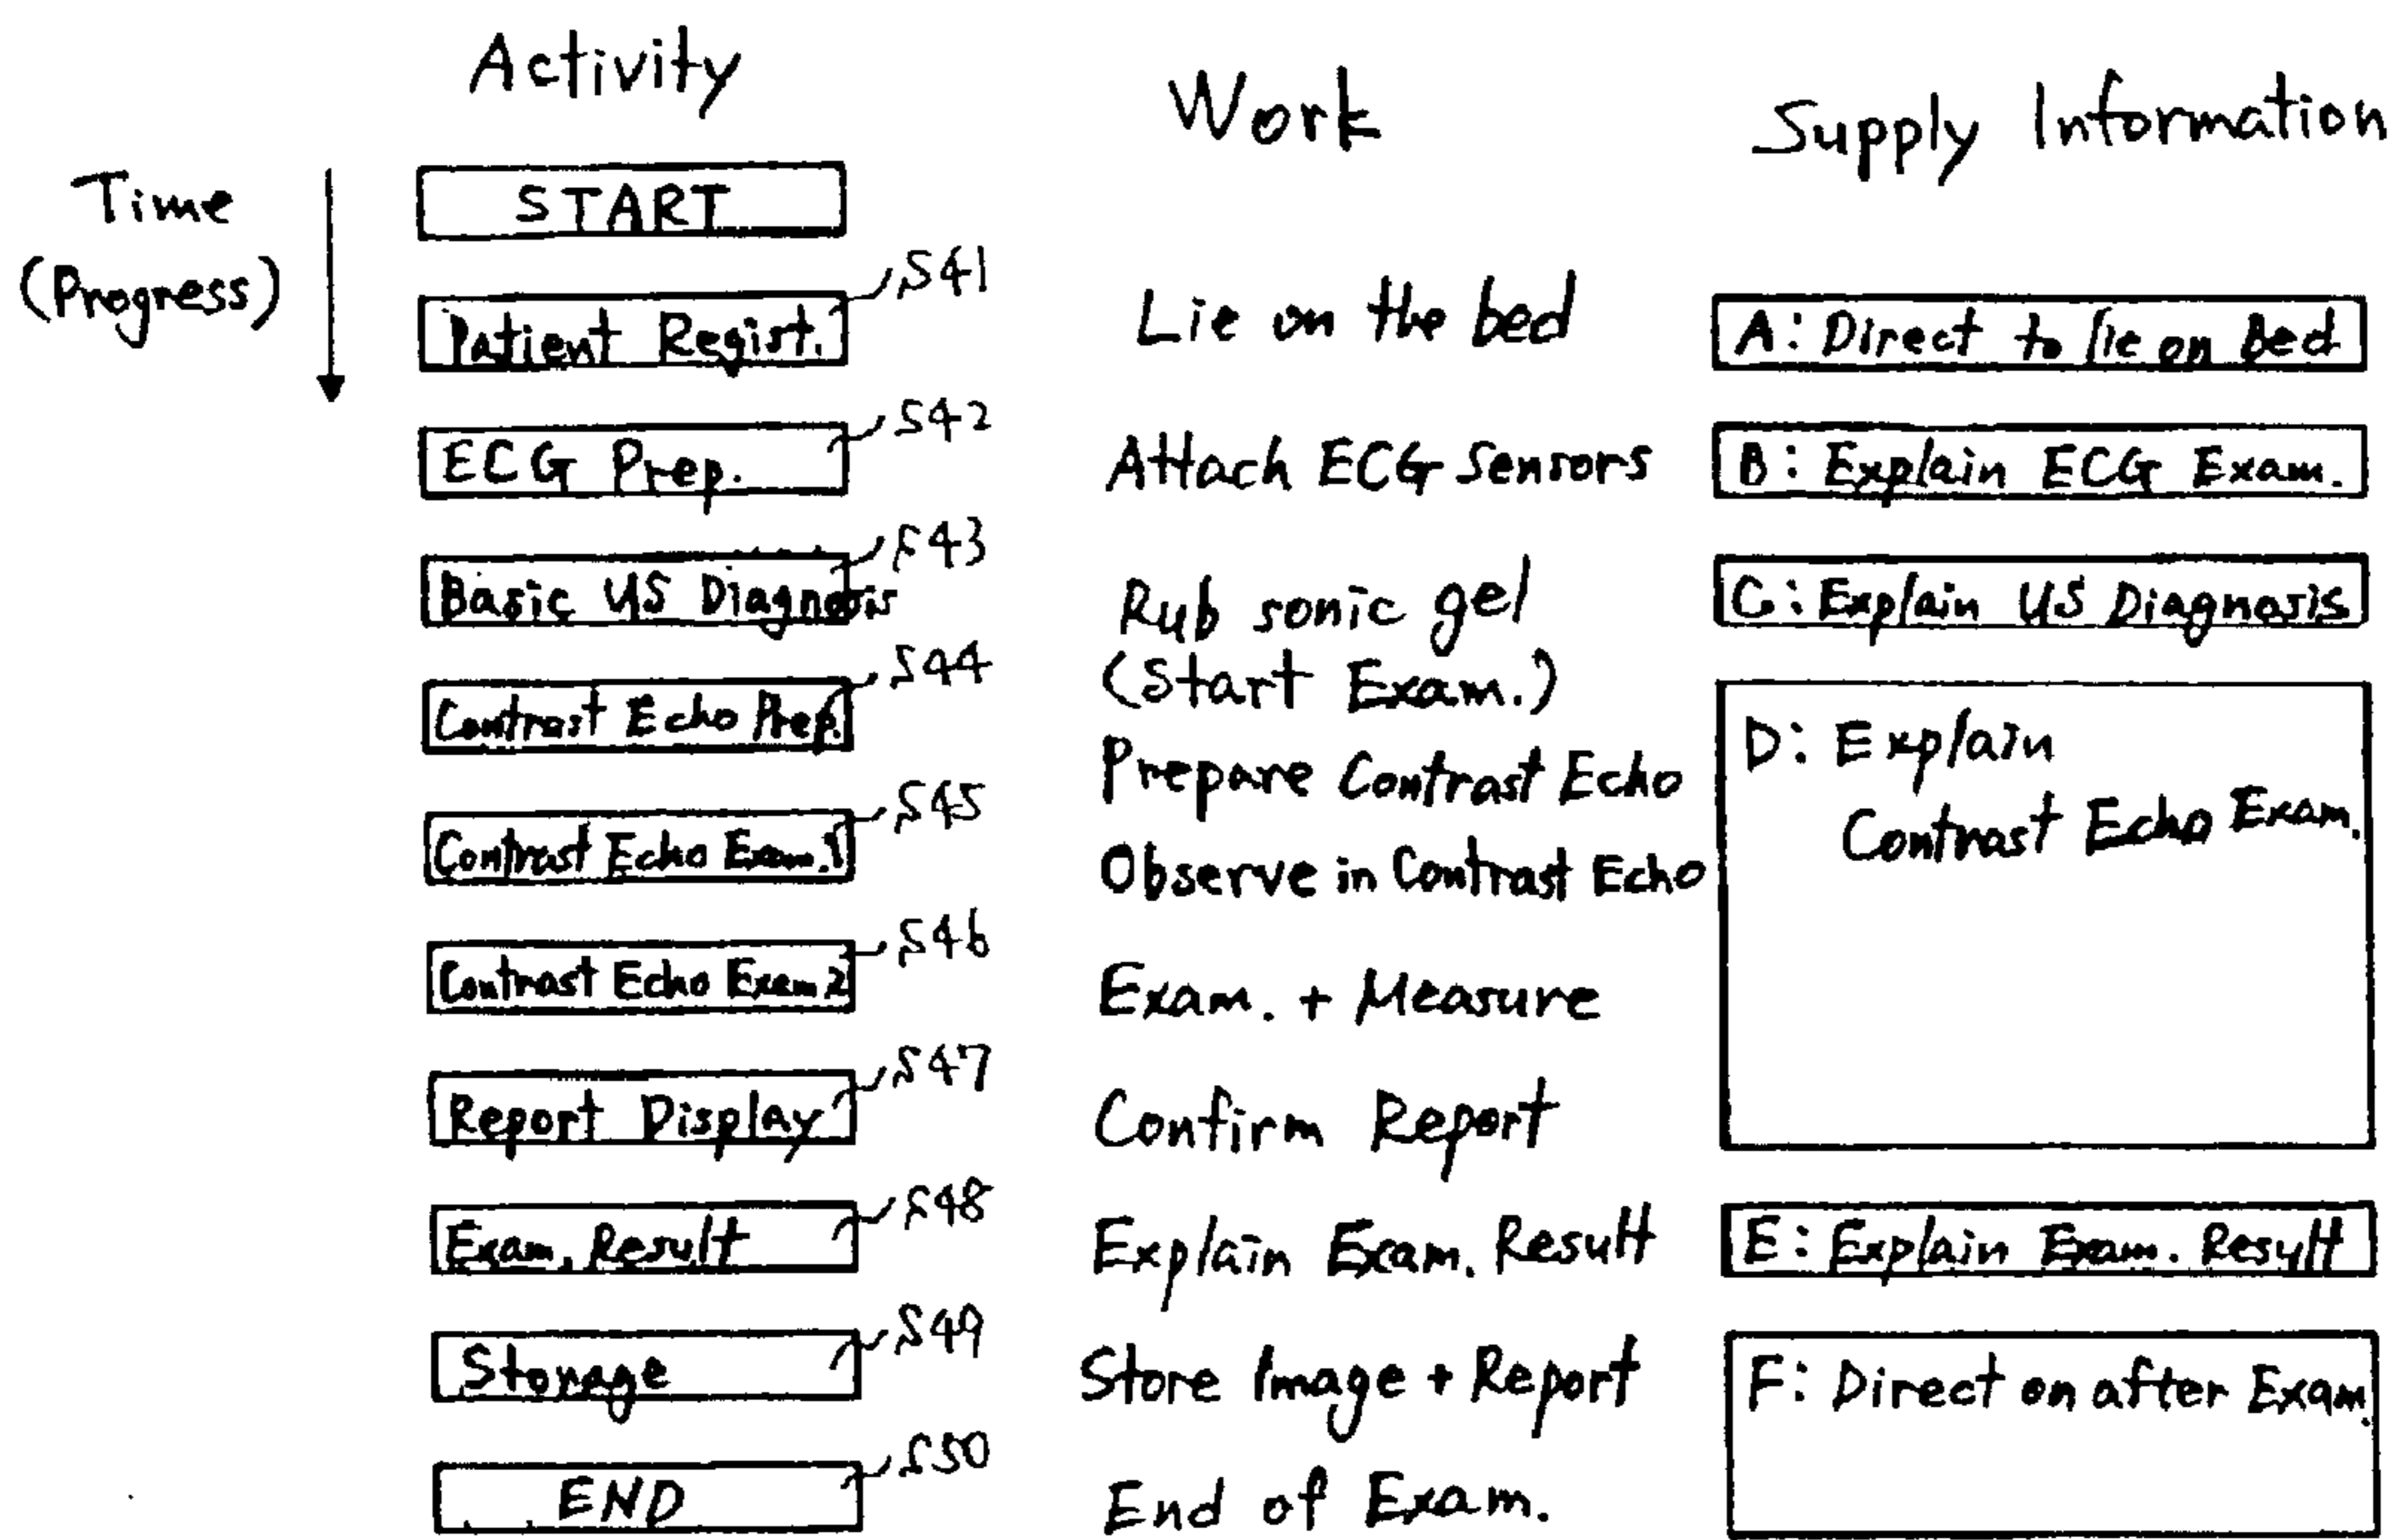 Activity Work Supply Information
Time
(Progress)
START
S41
Patient Regist. Lie on the bed A: Direct to lie on Bed
S42
ECG Prep. Attach ECG Sensors B: Explain ECG Exam.
S43
Basic US Diagnosis Rub sonic gel C: Explain US Diagnosis
(Start Exam.)
S44
Contrast Echo Prep. Prepare Contrast Echo D: Explain
Contrast Echo Exam.
S45
Contrast Echo Exam.1 Observe in Contrast Echo
S46
Contrast Echo Exam 2 Exam. + Measure
S47
Report Display Confirm Report
S48
Exam. Result Explain Exam. Result E: Explain Exam. Result
S49
Storage Store Image + Report F: Direct on after Exam.
S50
END End of Exam.